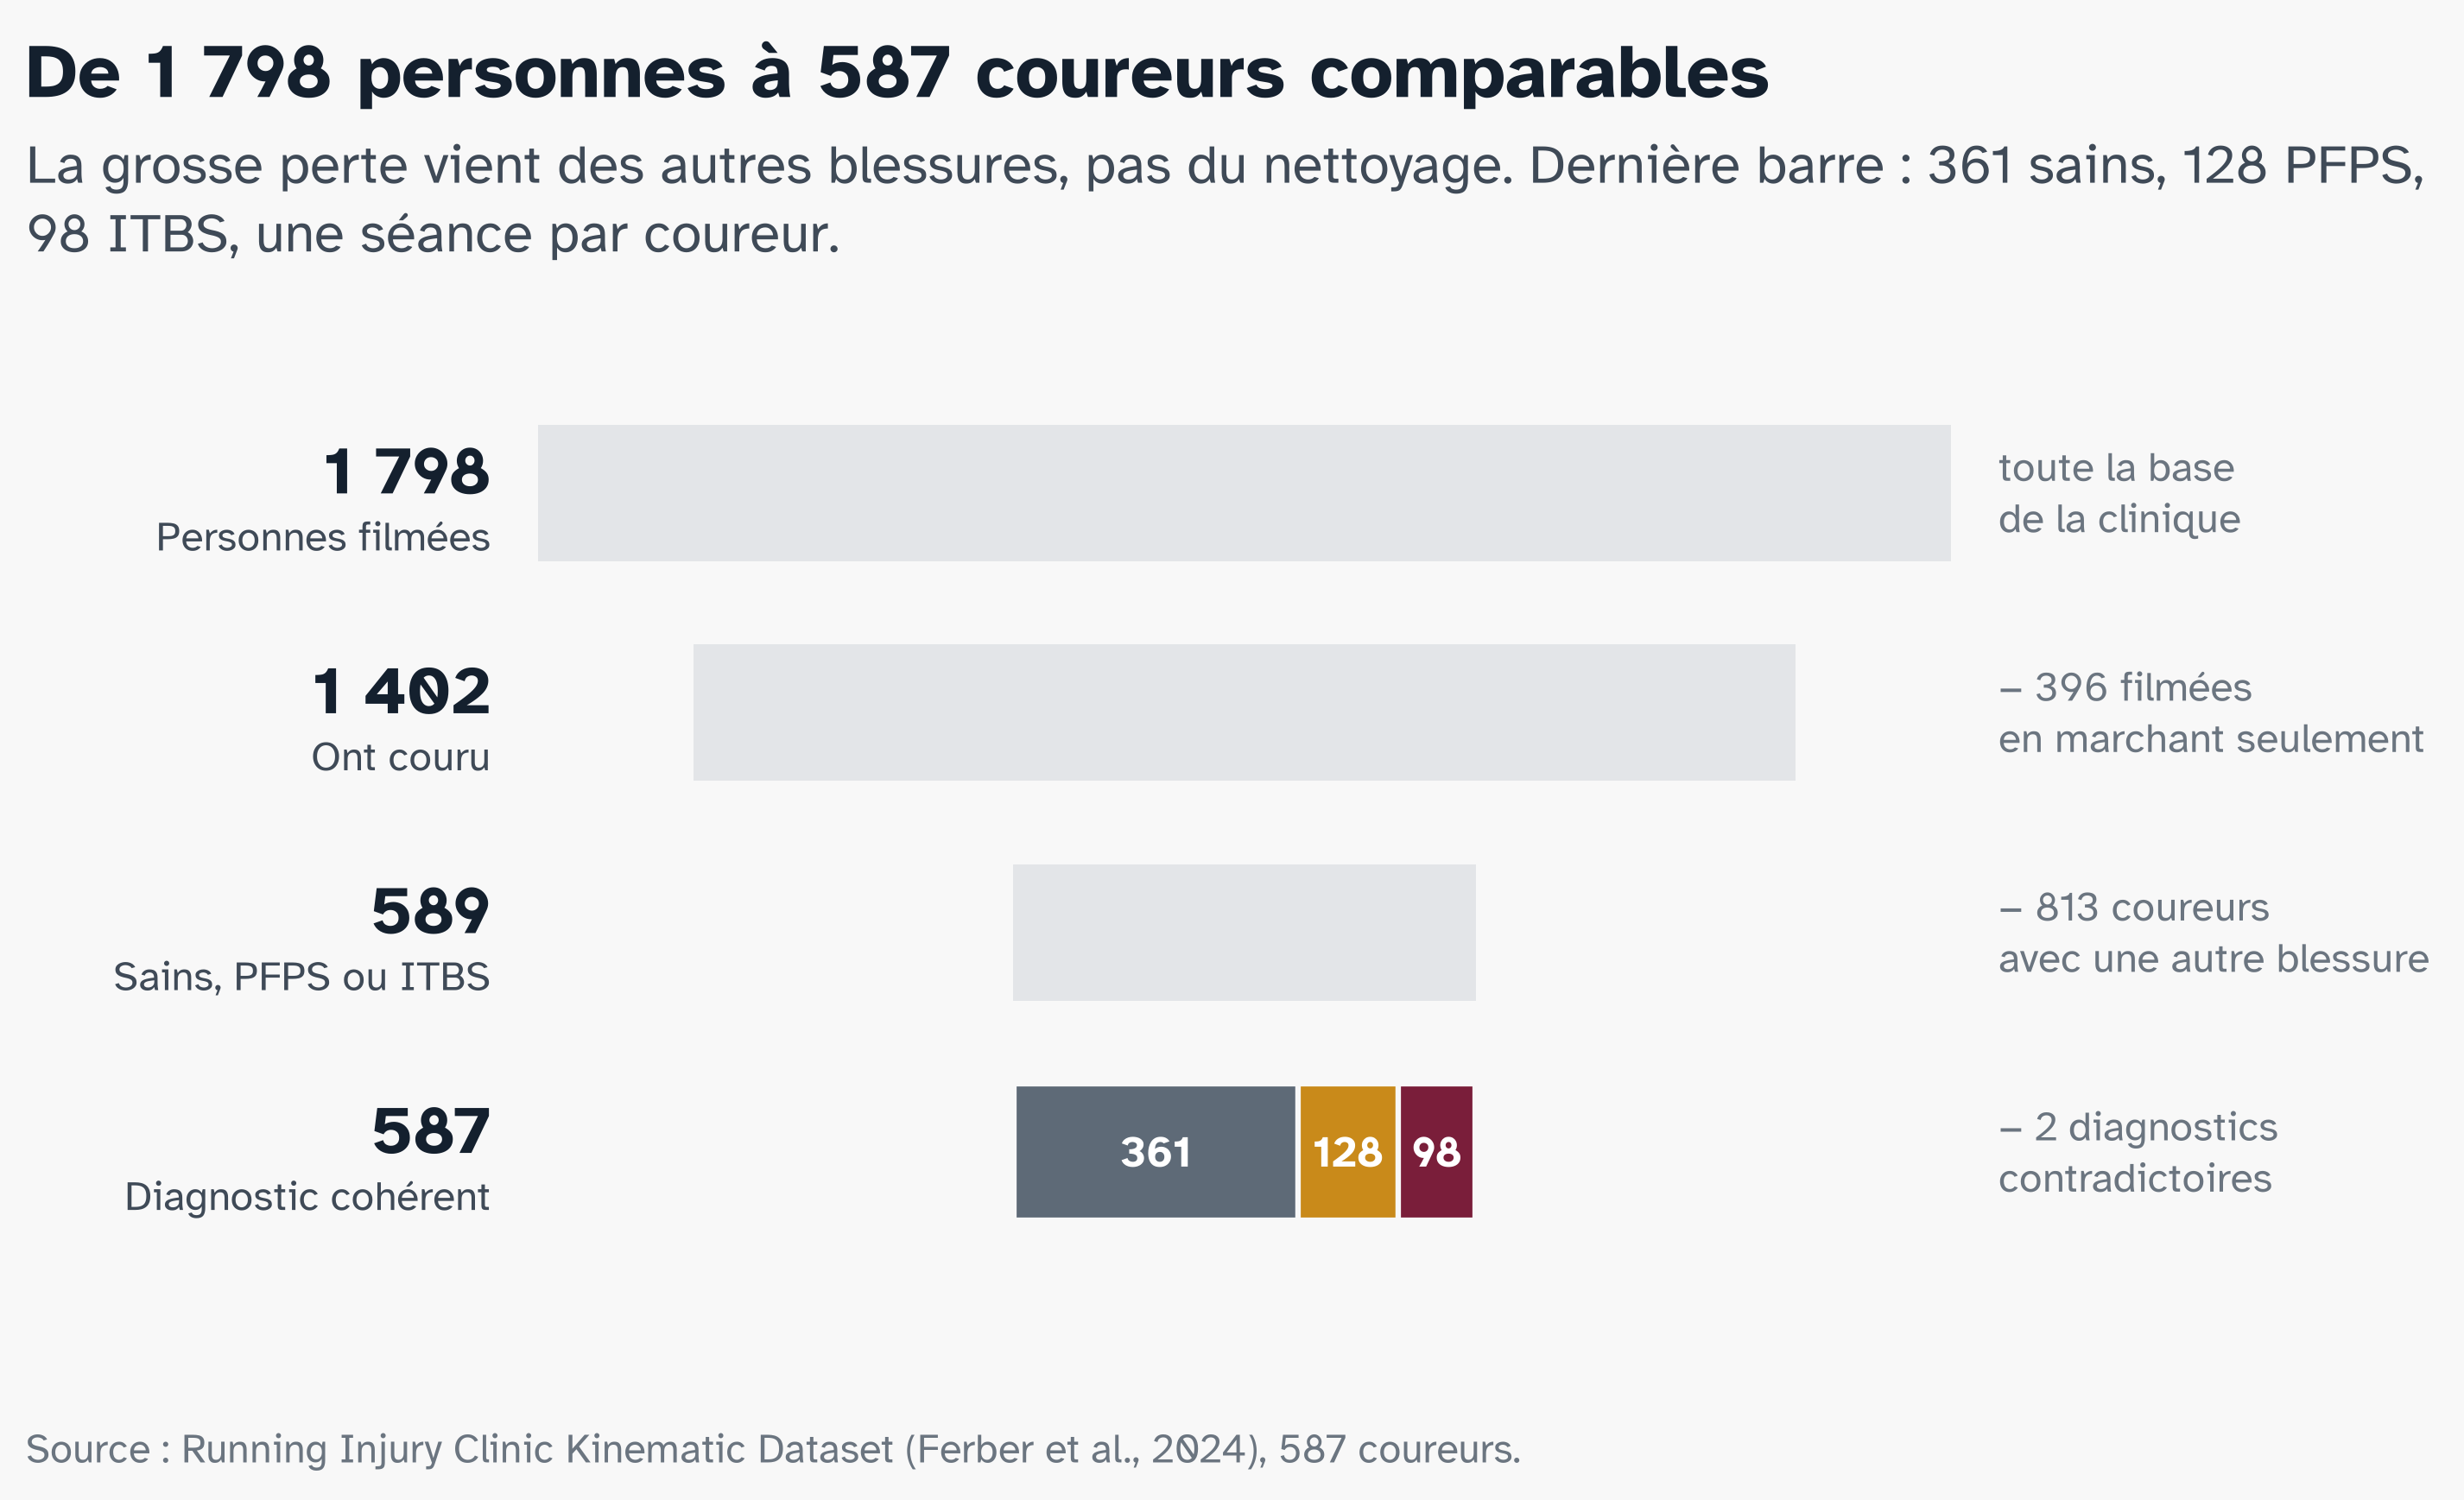 De 1 798 personnes à 587 coureurs comparables
La grosse perte vient des autres blessures, pas du nettoyage. Dernière barre : 361 sains, 128 PFPS,
98 ITBS, une séance par coureur.
1 798
Personnes filmées
toute la base
de la clinique
1 402
Ont couru
– 396 filmées
en marchant seulement
589
Sains, PFPS ou ITBS
– 813 coureurs
avec une autre blessure
587
Diagnostic cohérent
361
128
98
– 2 diagnostics
contradictoires
Source : Running Injury Clinic Kinematic Dataset (Ferber et al., 2024), 587 coureurs.